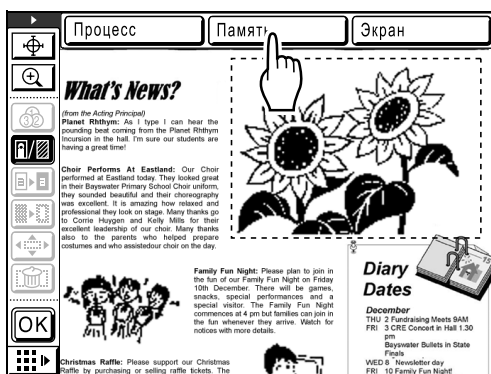 Процесс
Память
Экран
What's News?
(from the Acting Principal)
Planet Rhthym: As I type I can hear the
pounding beat coming from the Planet Rhthym
Incursion in the hall. I'm sure our students are
having a great time!
Choir Performs At Eastland: Our Choir
performed at Eastland today. They looked great
in their Bayswater Primary School Choir uniform,
they sounded beautiful and their choreography
was excellent. It is amazing how relaxed and
professional they look on stage. Many thanks go
to Corrie Huygen and Kelly Mills for their
excellent leadership of our choir. Many thanks
also to the parents who helped prepare
costumes and who assistedour choir on the day.
Family Fun Night: Please plan to join in
the fun of our Family Fun Night on Friday
10th December. There will be games,
snacks, special performances and a
special visitor. The Family Fun Night
commences at 4 pm but families can join in
the fun whenever they arrive. Watch for
notices with more details.
Christmas Raffle: Please support our Christmas
Raffle by purchasing or selling raffle tickets. The
Diary
Dates
December
THU 2 Fundraising Meets 9AM
FRI 3 CRE Concert in Hall 1.30
pm
Bayswater Bullets in State
Finals
WED 8 Newsletter day
FRI 10 Family Fun Night!
OK